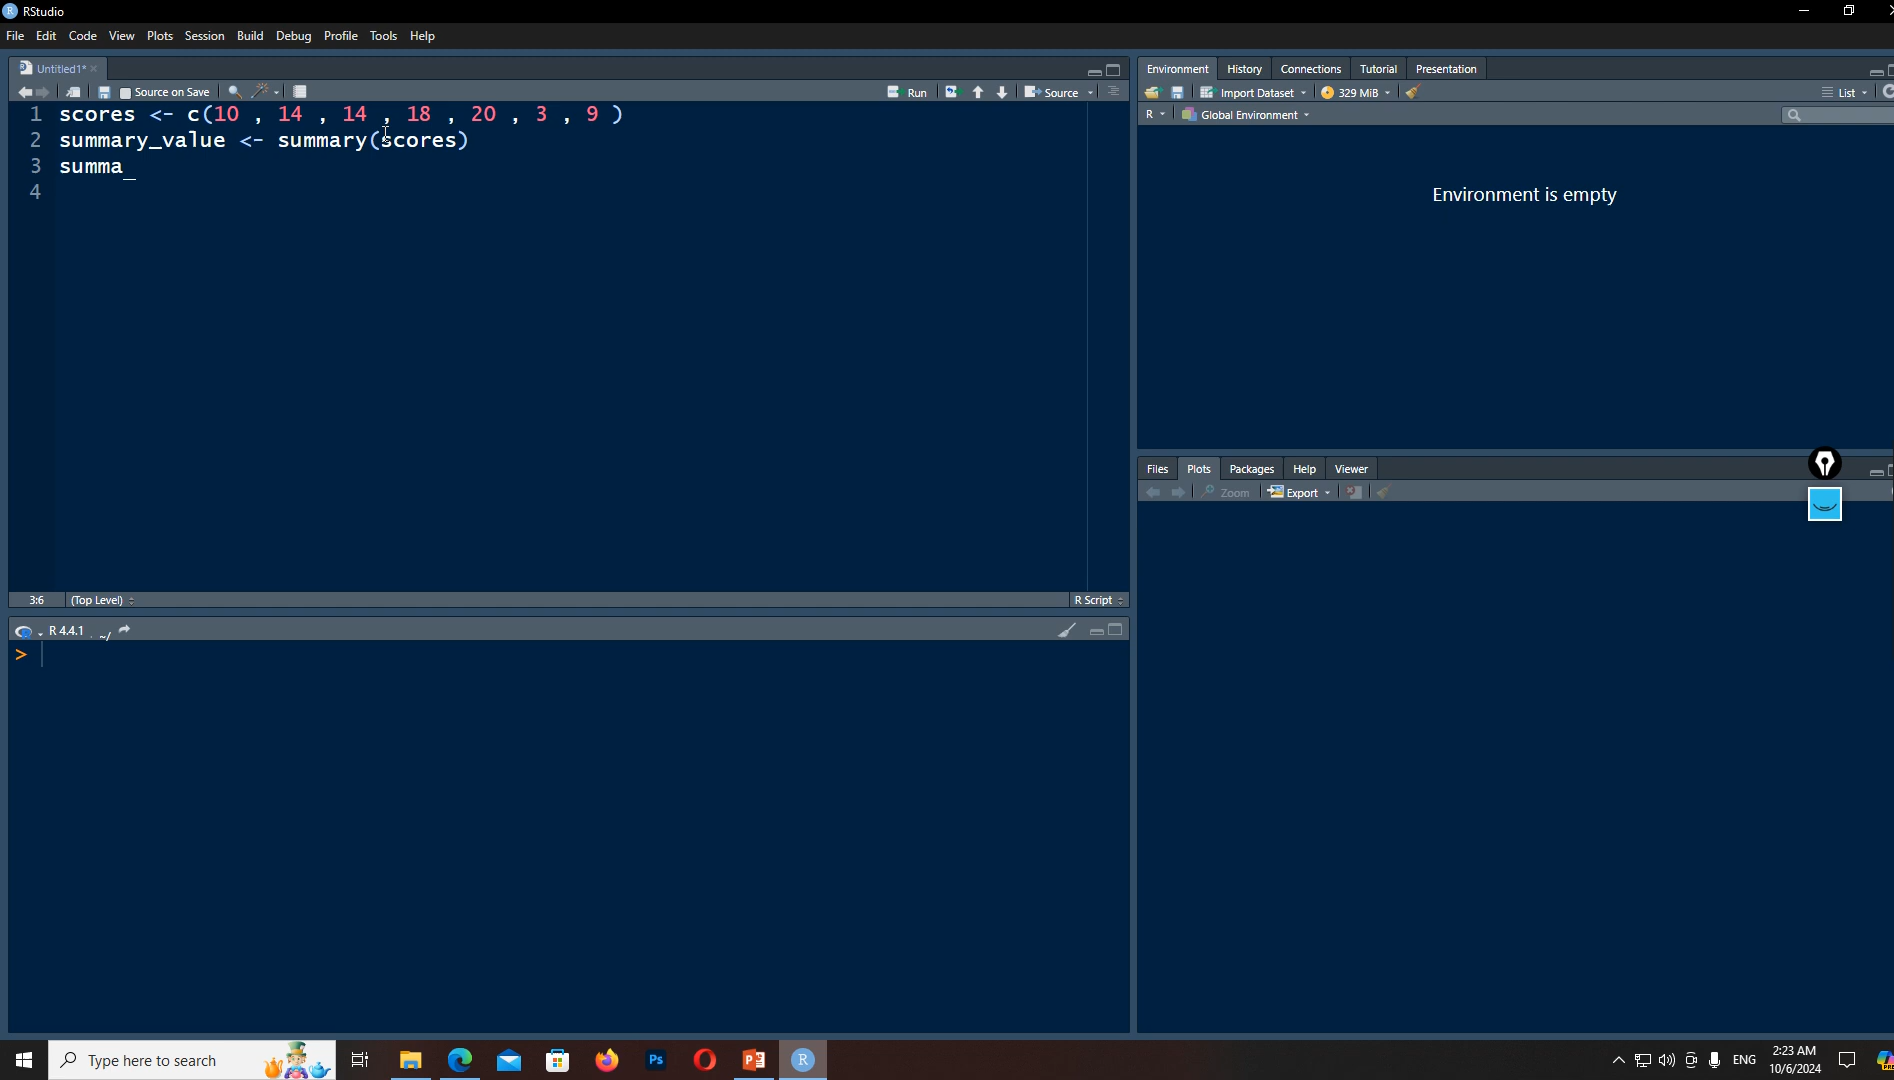 RStudio
File Edit Code View Plots Session Build Debug Profile Tools Help
Untitled1*
Source on Save Run Source
1 scores <- c(10 , 14 , 14 , 18 , 20 , 3 , 9 )
2 summary_value <- summary(scores)
3 summa_
4
3:6 (Top Level) R Script
R 4.4.1 . ~/
>
Environment History Connections Tutorial Presentation
Import Dataset 329 MiB List
R Global Environment
Environment is empty
Files Plots Packages Help Viewer
Zoom Export
Type here to search Ps R ENG 2:23 AM
10/6/2024